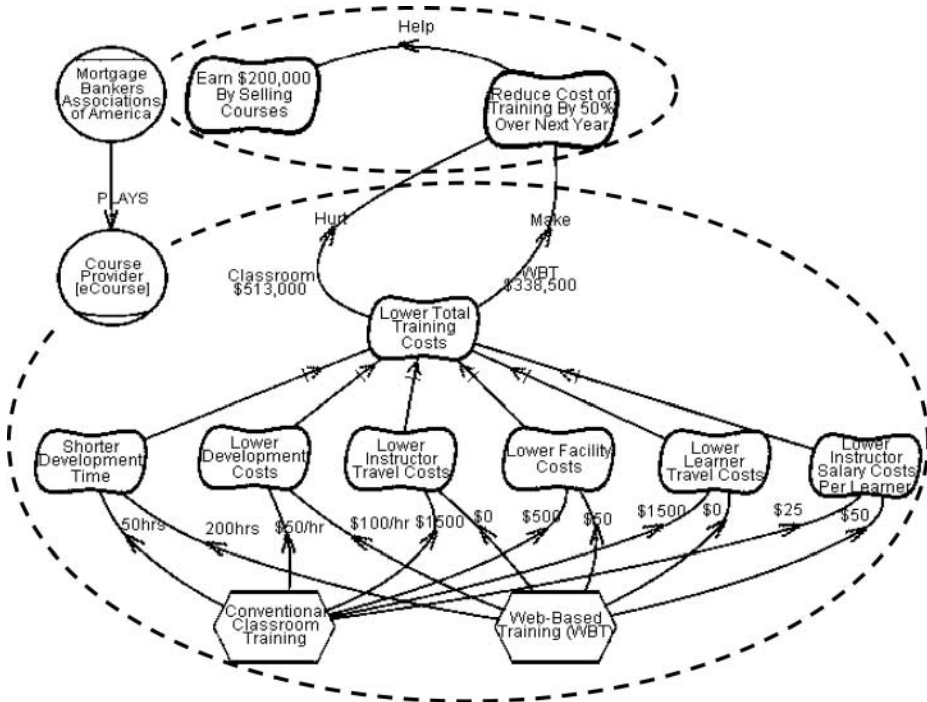 Help
Mortgage
Bankers
Associations
of America
Earn $200,000
By Selling
Courses
Reduce Cost of
Training By 50%
Over Next Year
PLAYS
Hurt
Make
Course
Provider
[eCourse]
Classroom
$513,000
WBT
$338,500
Lower Total
Training
Costs
Shorter
Development
Time
Lower
Development
Costs
Lower
Instructor
Travel Costs
Lower Facility
Costs
Lower
Learner
Travel Costs
Lower
Instructor
Salary Costs
Per Learner
50hrs
200hrs
$50/hr
$100/hr
$1500
$0
$500
$50
$1500
$0
$25
$50
Conventional
Classroom
Training
Web-Based
Training (WBT)